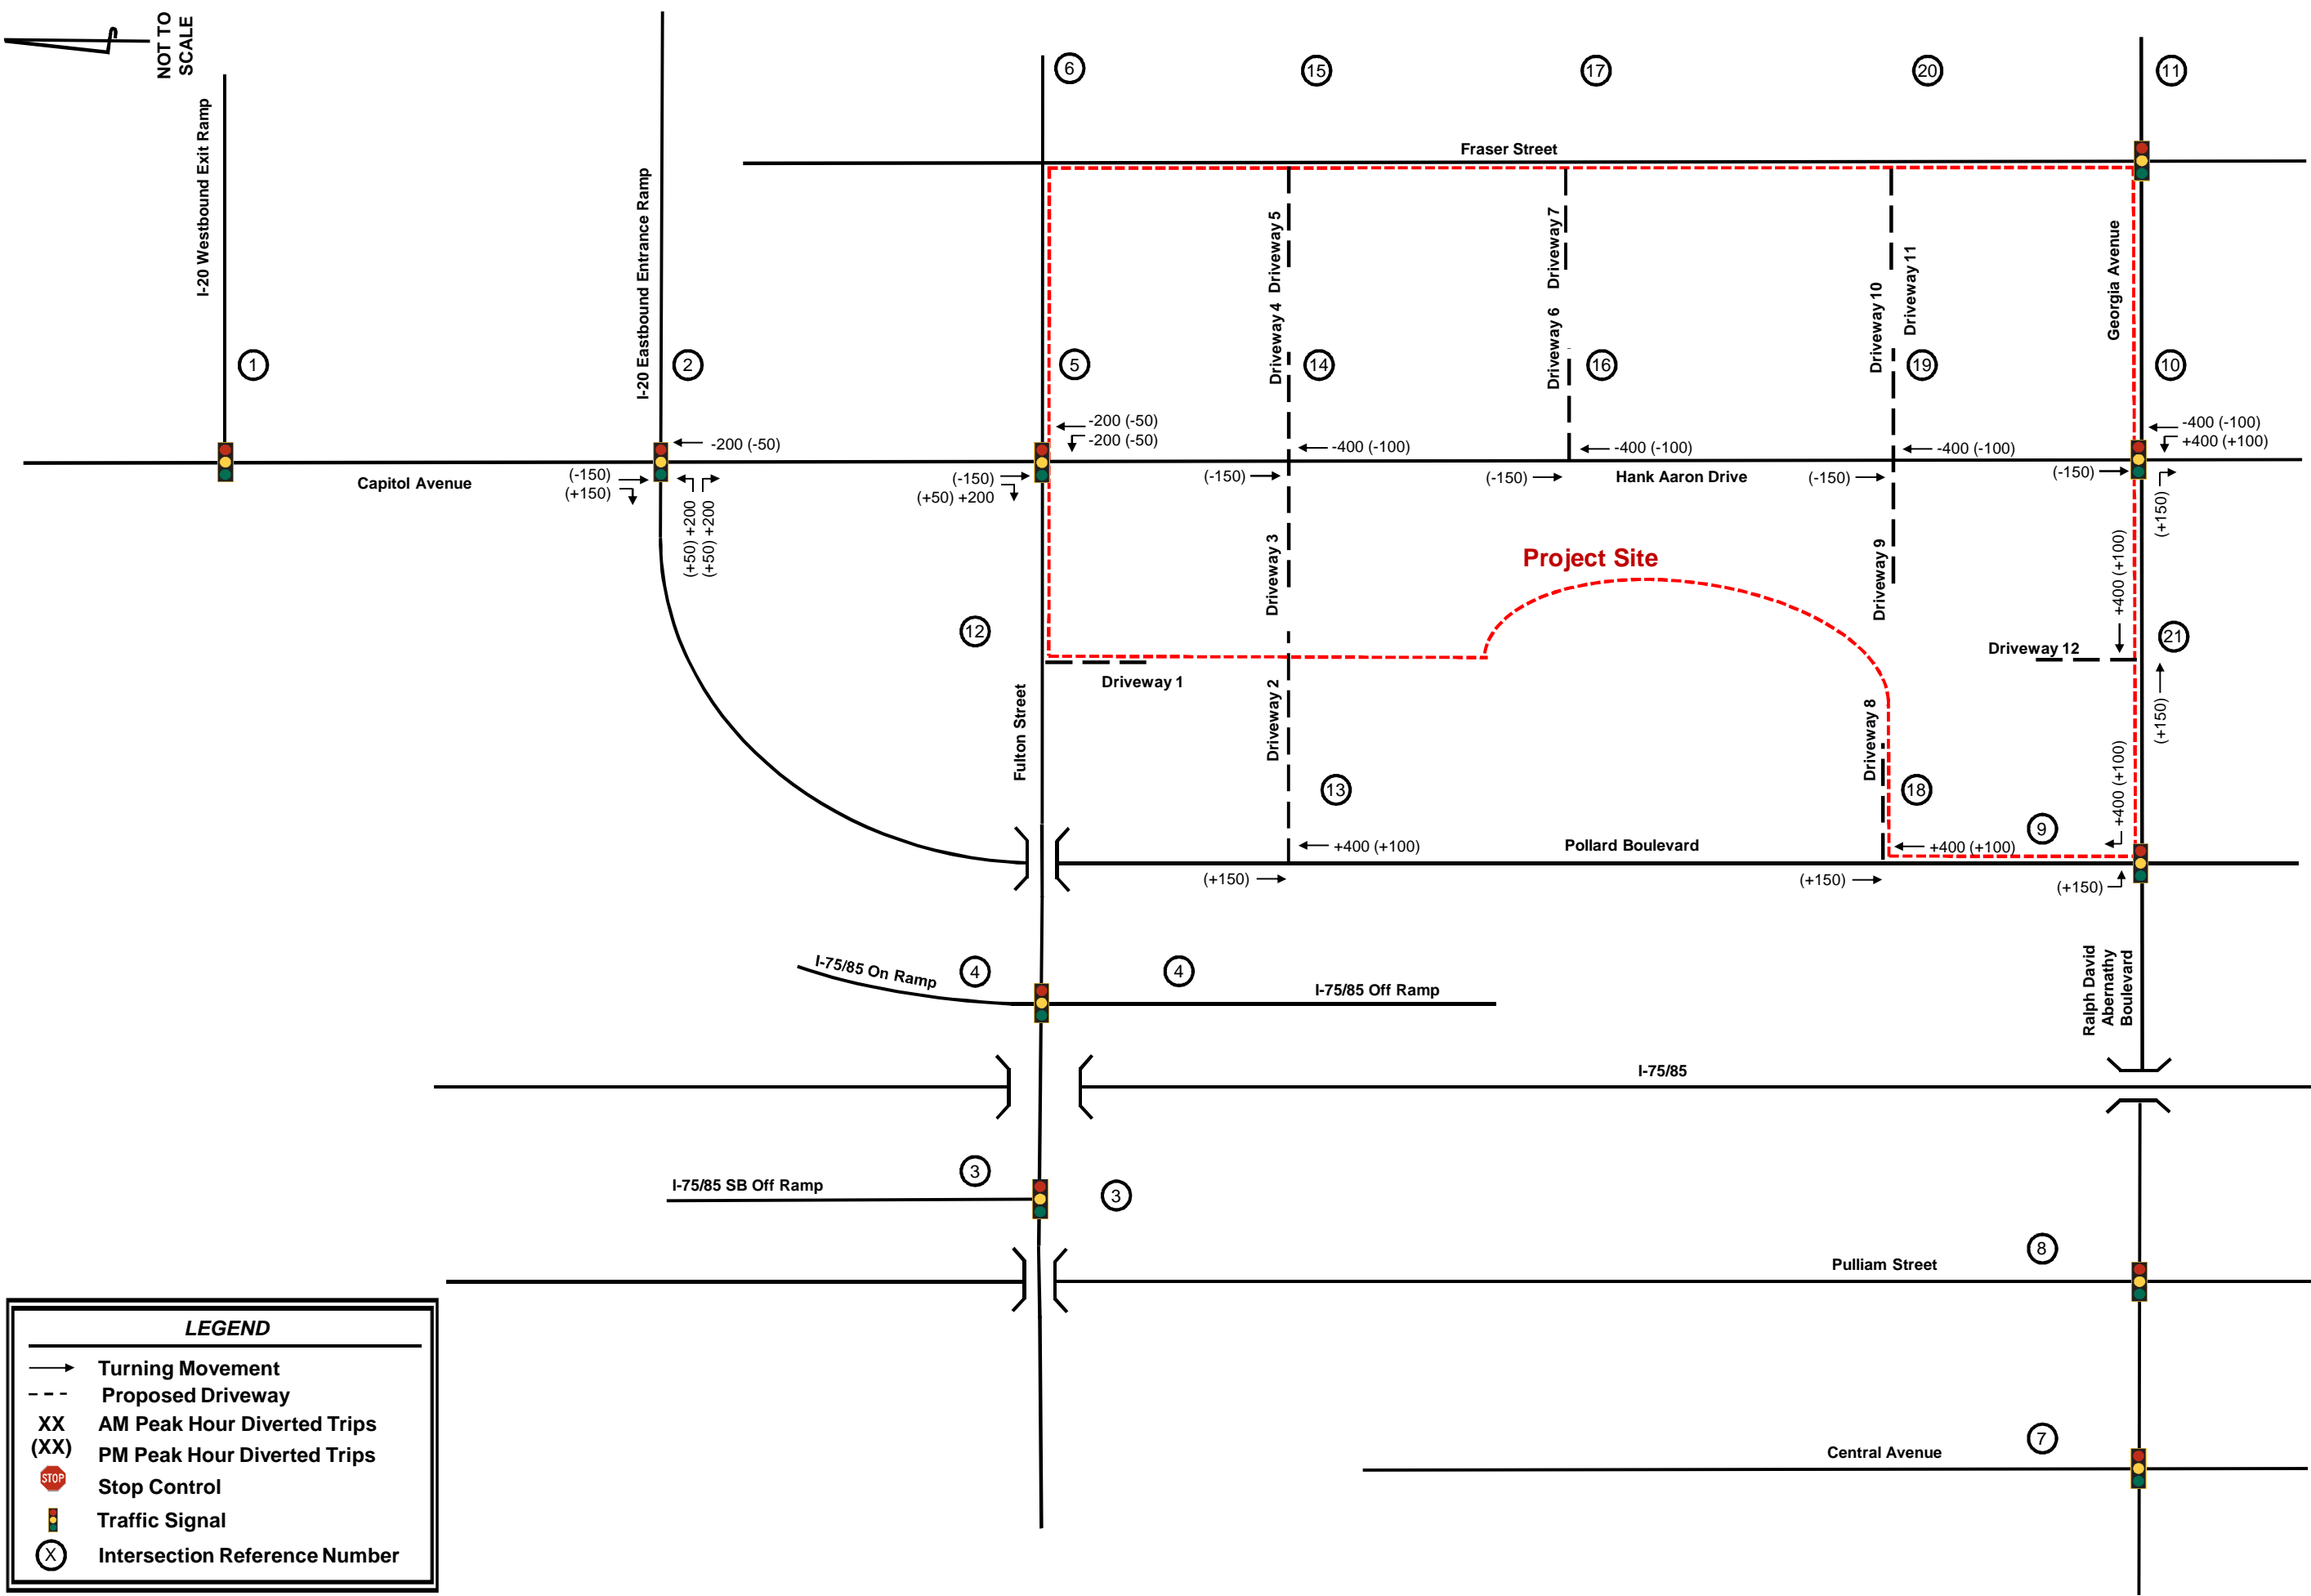 NOT TO
SCALE
6
15
17
20
11
I-20 Westbound Exit Ramp
I-20 Eastbound Entrance Ramp
Fraser Street
Driveway 5
Driveway 7
Driveway 11
Georgia Avenue
Driveway 4
Driveway 6
Driveway 10
1
2
5
14
16
19
10
-200 (-50)
-200 (-50)
-200 (-50)
-400 (-100)
-400 (-100)
-400 (-100)
-400 (-100)
+400 (+100)
Capitol Avenue
(-150)
(+150)
(-150)
(+50) +200
(-150)
(-150)
Hank Aaron Drive
(-150)
(-150)
(+50) +200
(+50) +200
(+150)
Driveway 3
Project Site
Driveway 9
+400 (+100)
12
Driveway 12
21
Driveway 1
Fulton Street
Driveway 2
Driveway 8
(+150)
13
18
+400 (+100)
9
+400 (+100)
Pollard Boulevard
+400 (+100)
(+150)
(+150)
(+150)
I-75/85 On Ramp
4
4
I-75/85 Off Ramp
Ralph David
Abernathy
Boulevard
I-75/85
3
I-75/85 SB Off Ramp
3
8
Pulliam Street
7
Central Avenue
LEGEND
Turning Movement
Proposed Driveway
XX AM Peak Hour Diverted Trips
(XX) PM Peak Hour Diverted Trips
STOP Stop Control
Traffic Signal
X Intersection Reference Number